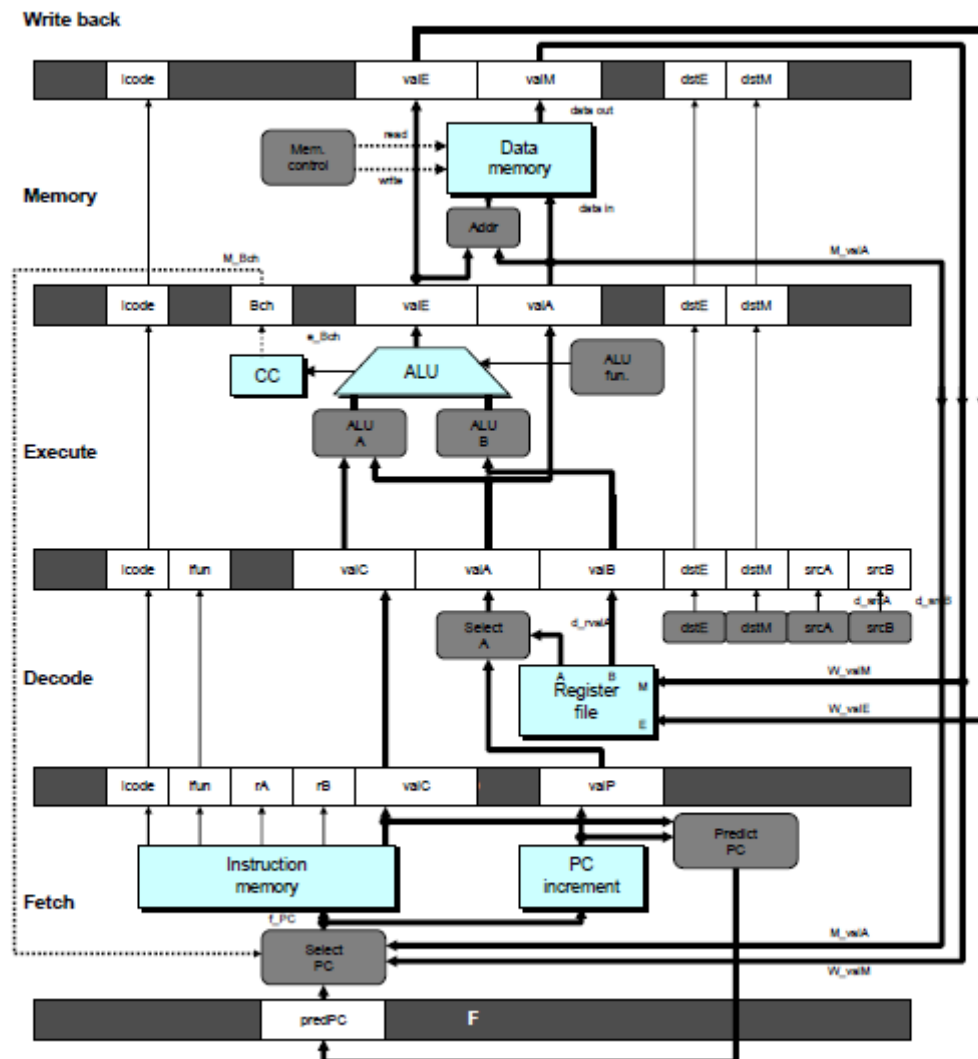 Write back
Icode valE valM dstE dstM
data out
read
Mem.
control
Data
memory
write
Memory
data in
Addr
M_Bch
M_valA
Icode Bch valE valA dstE dstM
e_Bch
CC
ALU
ALU
fun.
ALU
A
ALU
B
Execute
Icode Ifun valC valA valB dstE dstM srcA srcB
d_srcA d_srcB
Select
A
d_rvalA
dstE dstM srcA srcB
Decode
A B
Register
file
M
E
W_valM
W_valE
Icode Ifun rA rB valC valP
Predict
PC
Instruction
memory
PC
increment
Fetch
f_PC
Select
PC
M_valA
W_valM
predPC F